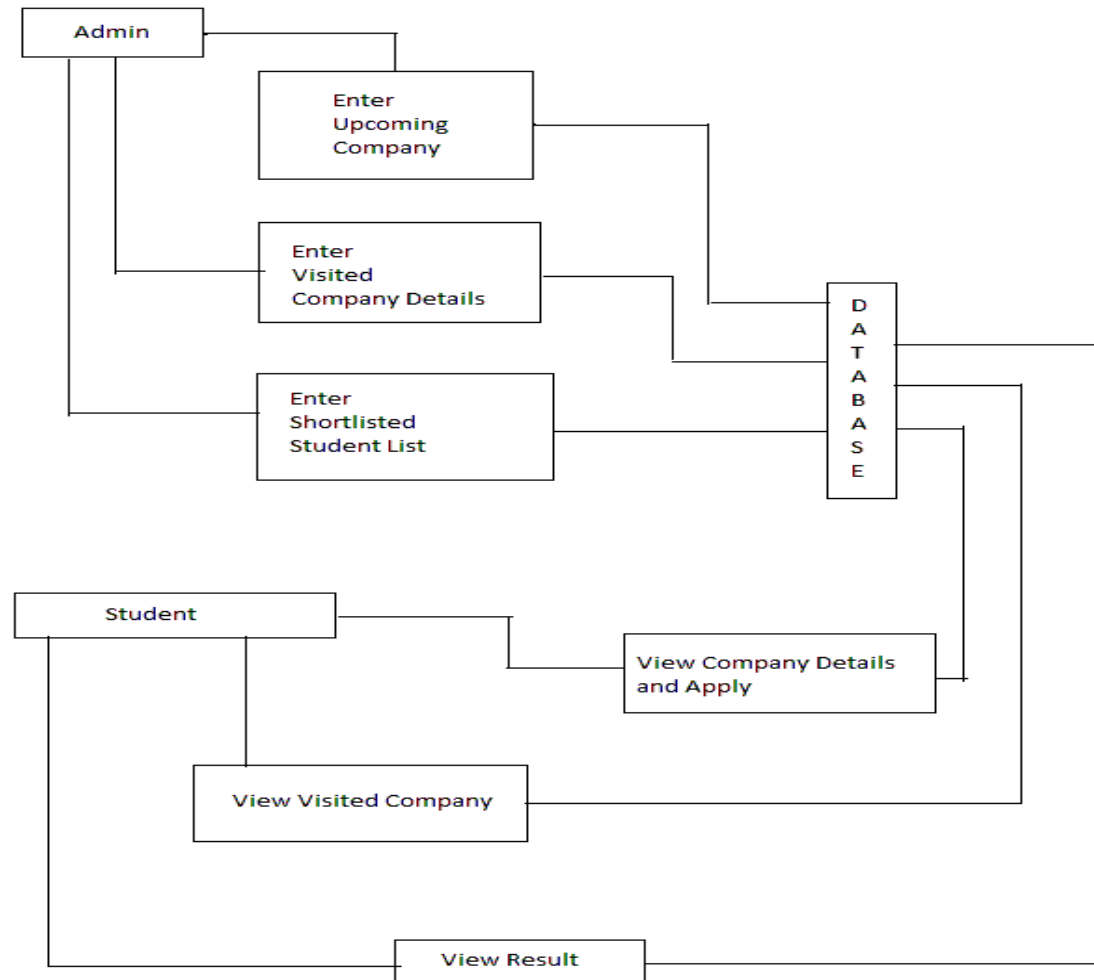 Admin
Enter
Upcoming
Company
Enter
Visited
Company Details
Enter
Shortlisted
Student List
D
A
T
A
B
A
S
E
Student
View Company Details
and Apply
View Visited Company
View Result